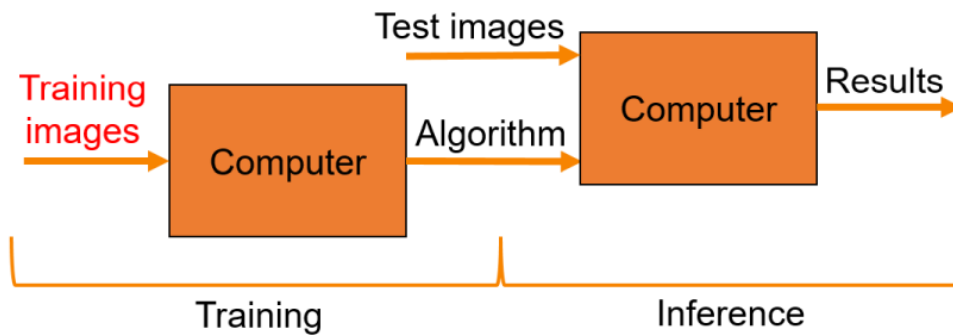 Training
images
Computer
Test images
Algorithm
Computer
Results
Training
Inference